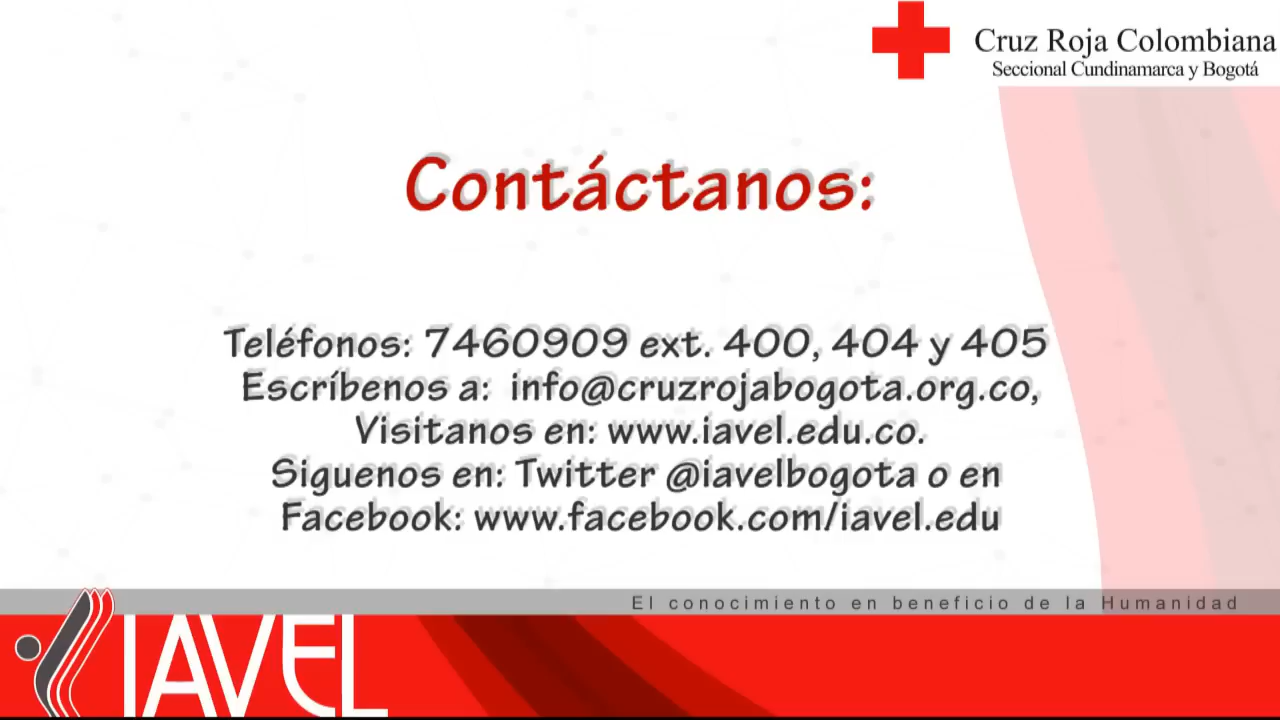 Cruz Roja Colombiana
Seccional Cundinamarca y Bogotá
Contáctanos:
Teléfonos: 7460909 ext. 400, 404 y 405
Escríbenos a: info@cruzrojabogota.org.co,
Visitanos en: www.iavel.edu.co.
Siguenos en: Twitter @iavelbogota o en
Facebook: www.facebook.com/iavel.edu
El conocimiento en beneficio de la Humanidad
IAVEL